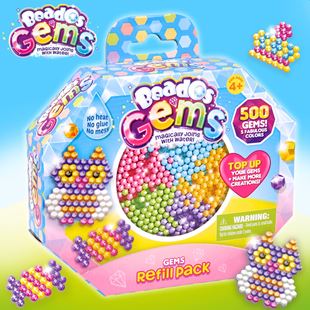 Beados
Gems
MAGICALLY JOINS
WITH WATER!
Beados
Gems
MAGICALLY JOINS
WITH WATER!
4+
No heat
No glue
No mess
500
GEMS!
5 FABULOUS
COLORS
TOP UP
YOUR GEMS
+ MAKE MORE
CREATIONS!
WARNING:
GEMS
Refill Pack